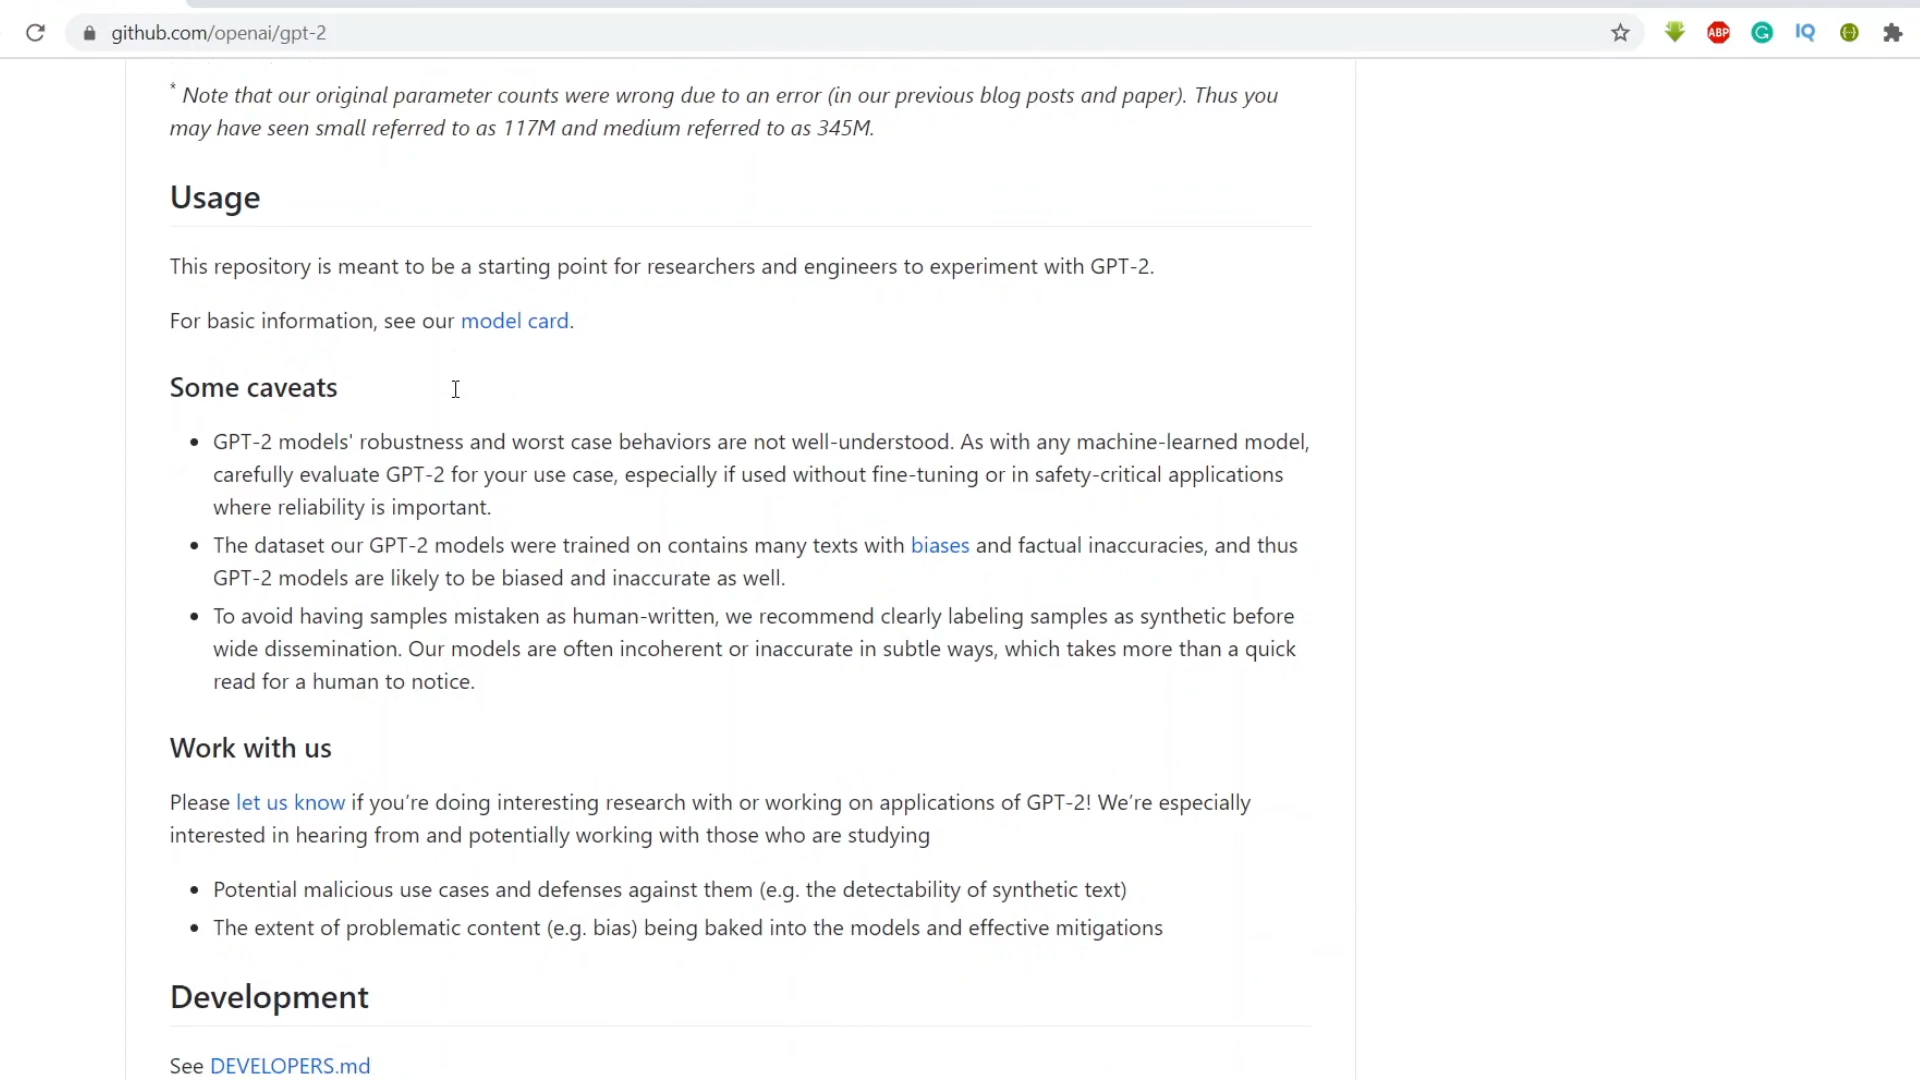 github.com/openai/gpt-2
ABP
IQ
* Note that our original parameter counts were wrong due to an error (in our previous blog posts and paper). Thus you
may have seen small referred to as 117M and medium referred to as 345M.
Usage
This repository is meant to be a starting point for researchers and engineers to experiment with GPT-2.
For basic information, see our model card.
Some caveats
• GPT-2 models' robustness and worst case behaviors are not well-understood. As with any machine-learned model,
carefully evaluate GPT-2 for your use case, especially if used without fine-tuning or in safety-critical applications
where reliability is important.
• The dataset our GPT-2 models were trained on contains many texts with biases and factual inaccuracies, and thus
GPT-2 models are likely to be biased and inaccurate as well.
• To avoid having samples mistaken as human-written, we recommend clearly labeling samples as synthetic before
wide dissemination. Our models are often incoherent or inaccurate in subtle ways, which takes more than a quick
read for a human to notice.
Work with us
Please let us know if you’re doing interesting research with or working on applications of GPT-2! We’re especially
interested in hearing from and potentially working with those who are studying
• Potential malicious use cases and defenses against them (e.g. the detectability of synthetic text)
• The extent of problematic content (e.g. bias) being baked into the models and effective mitigations
Development
See DEVELOPERS.md